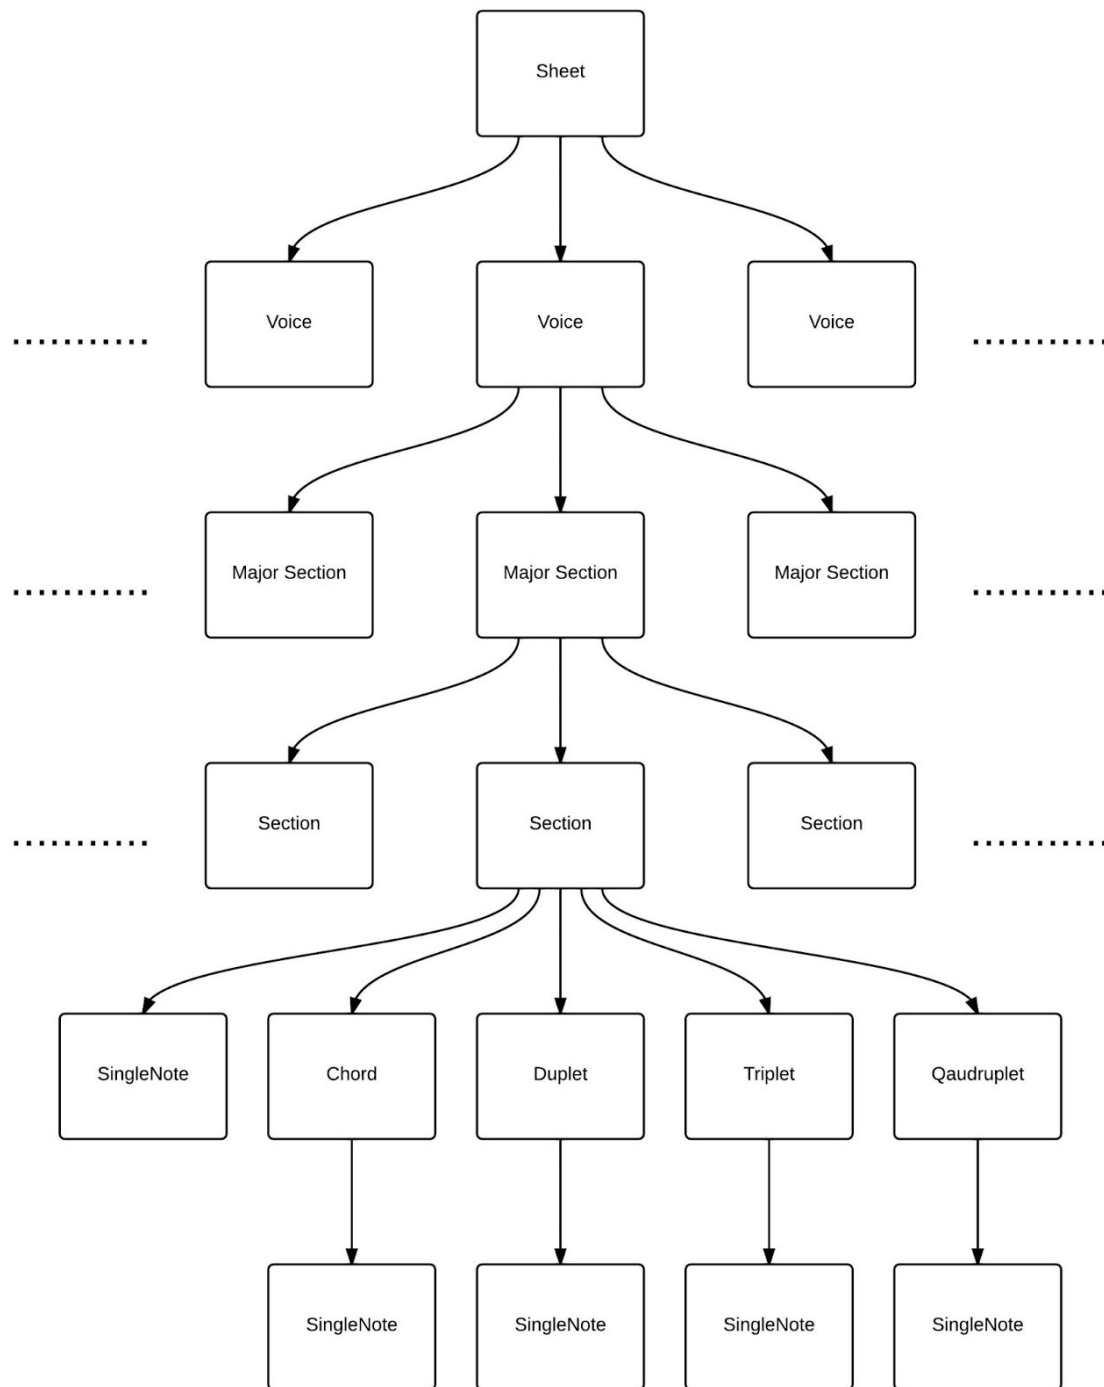 Sheet
Voice
Voice
Voice
Major Section
Major Section
Major Section
Section
Section
Section
SingleNote
Chord
Duplet
Triplet
Qaudruplet
SingleNote
SingleNote
SingleNote
SingleNote